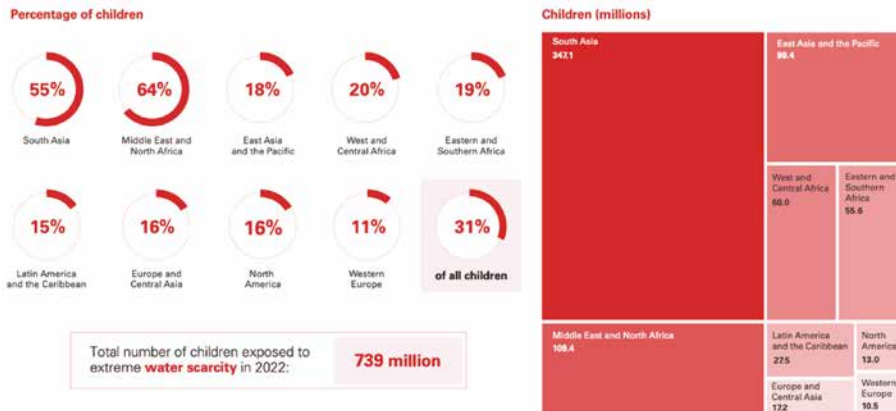 Percentage of children
55%
South Asia
64%
Middle East and
North Africa
18%
East Asia
and the Pacific
20%
West and
Central Africa
19%
Eastern and
Southern Africa
15%
Latin America
and the Caribbean
16%
Europe and
Central Asia
16%
North
America
11%
Western
Europe
31%
of all children
Total number of children exposed to
extreme water scarcity in 2022:
739 million
Children (millions)
South Asia
347.1
East Asia and the Pacific
98.4
West and
Central Africa
60.0
Eastern and
Southern
Africa
55.6
Middle East and North Africa
109.4
Latin America
and the Caribbean
27.5
North
America
13.0
Europe and
Central Asia
17.2
Western
Europe
10.5